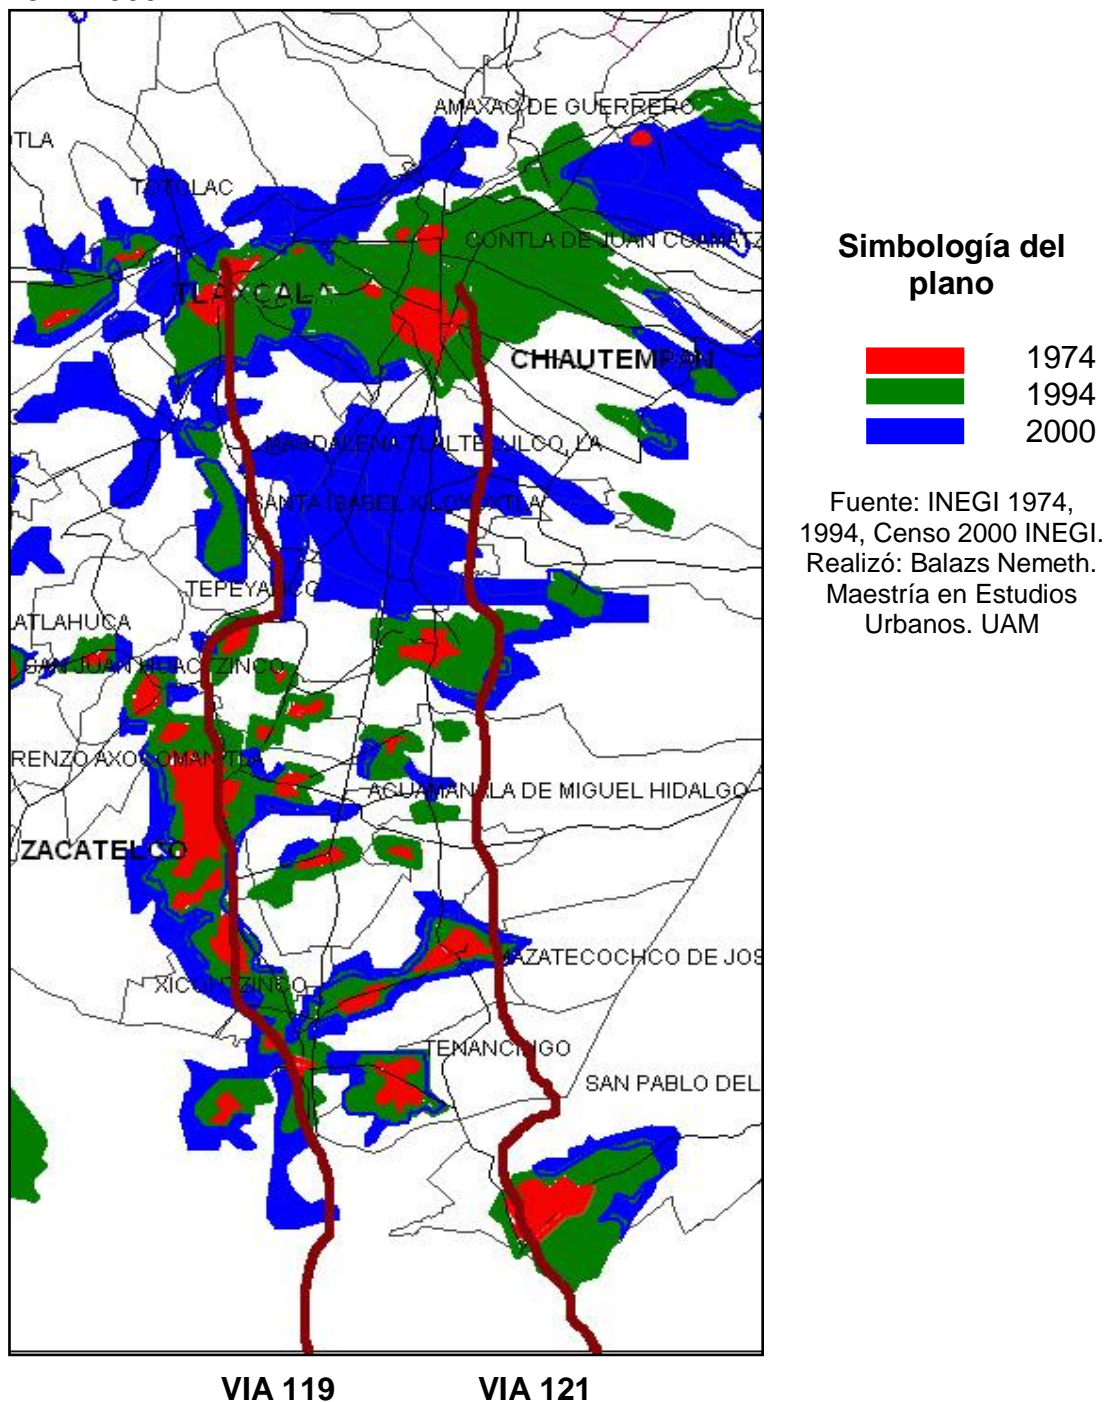 AMAXAC DE GUERRERO
OTLA
TOTOLAC
CONTLA DE JUAN CUAMATZ
TLAXCALA
CHIAUTEMPAN
MAGDALENA TLALTELULCO, LA
SANTA ISABEL XILOXOXTLA
TEPEYANCO
ATLAHUCA
SAN JUAN HUACTZINCO
RENZO AXOCOMANITLA
ACUAMANALA DE MIGUEL HIDALGO
ZACATELCO
MAZATECOCHCO DE JOS
XICOHTZINCO
TENANCINGO
SAN PABLO DEL
VIA 119 VIA 121
Simbología del
plano
1974
1994
2000
Fuente: INEGI 1974,
1994, Censo 2000 INEGI.
Realizó: Balazs Nemeth.
Maestría en Estudios
Urbanos. UAM